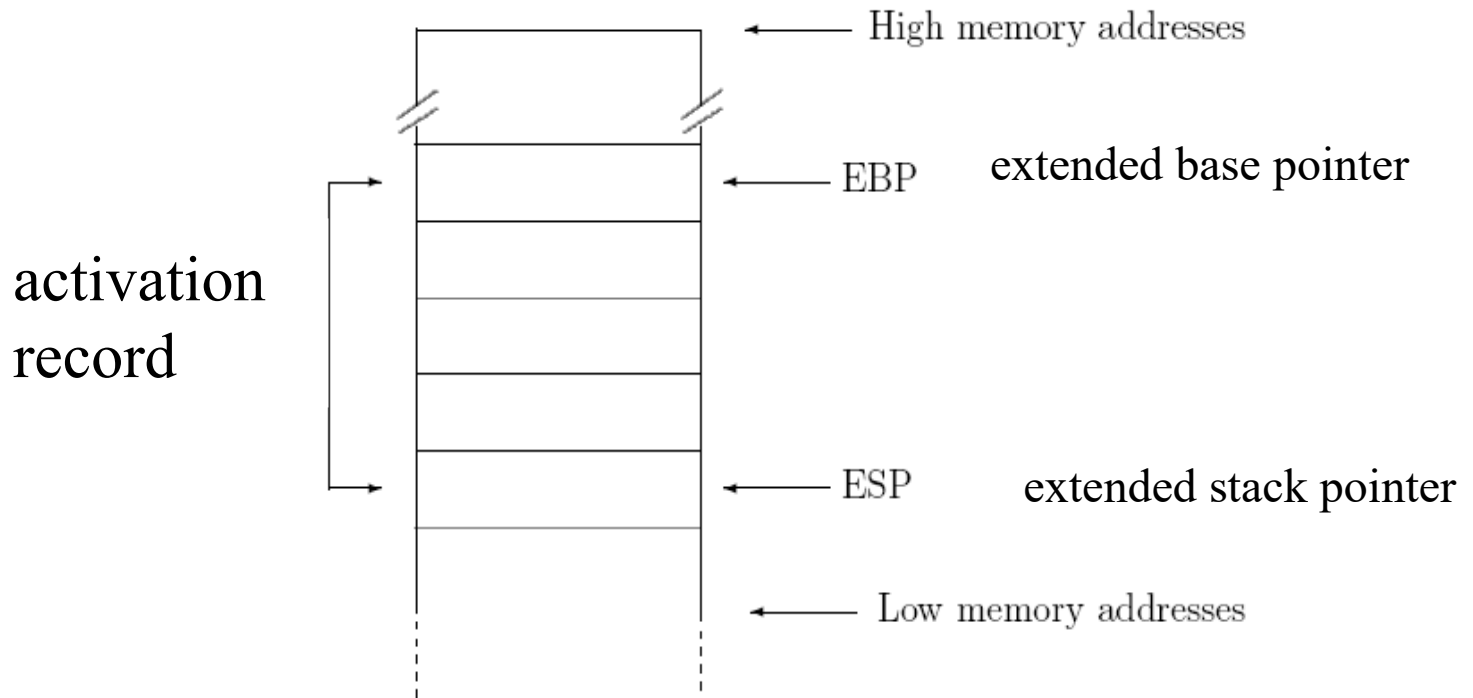 High memory addresses
EBP extended base pointer
activation
record
ESP extended stack pointer
Low memory addresses